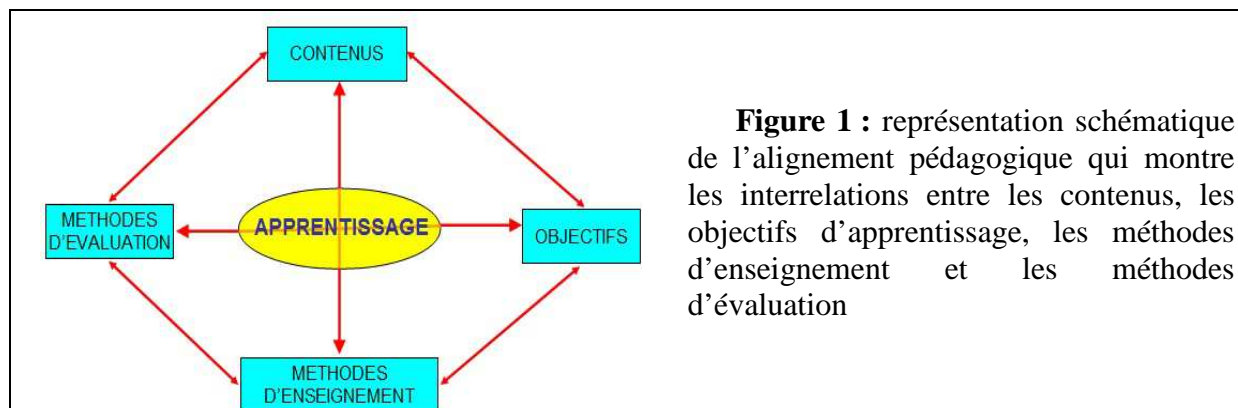 CONTENUS
METHODES
D'EVALUATION
APPRENTISSAGE
OBJECTIFS
METHODES
D'ENSEIGNEMENT
Figure 1 : représentation schématique
de l’alignement pédagogique qui montre
les interrelations entre les contenus, les
objectifs d’apprentissage, les méthodes
d’enseignement et les méthodes
d’évaluation